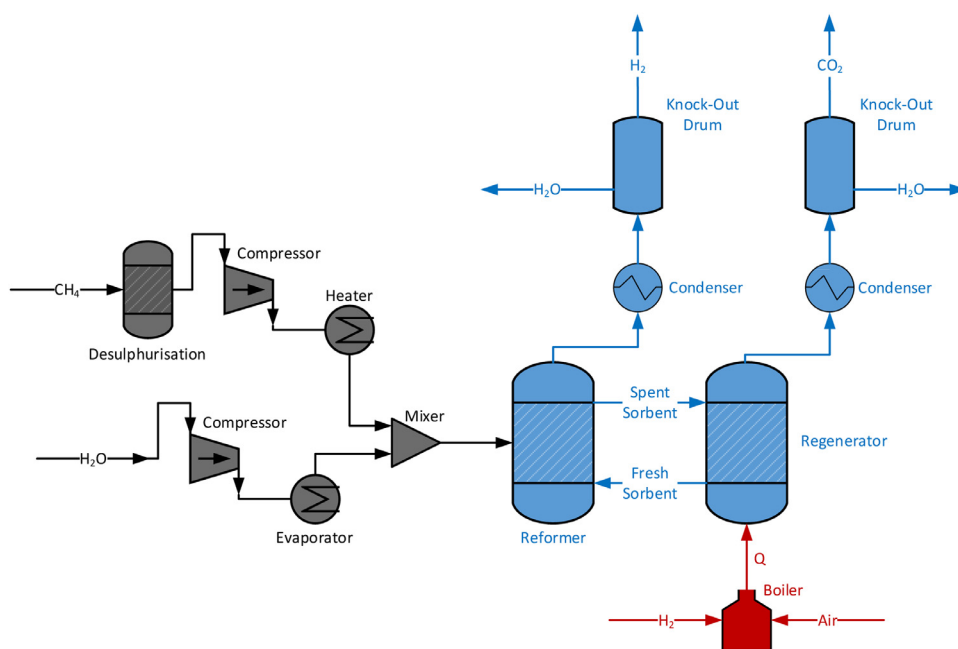 H₂
CO₂
Knock-Out
Drum
Knock-Out
Drum
H₂O
H₂O
Compressor
CH₄
Heater
Condenser
Condenser
Desulphurisation
Compressor
Mixer
Spent
Sorbent
H₂O
Regenerator
Fresh
Sorbent
Evaporator
Reformer
Q
Boiler
H₂
Air